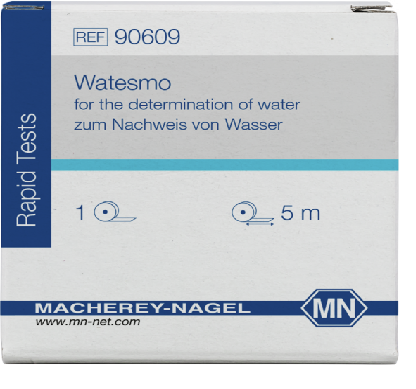 REF 90609
Watesmo
for the determination of water
zum Nachweis von Wasser
Rapid Tests
1
5 m
MACHEREY-NAGEL
MN
www.mn-net.com